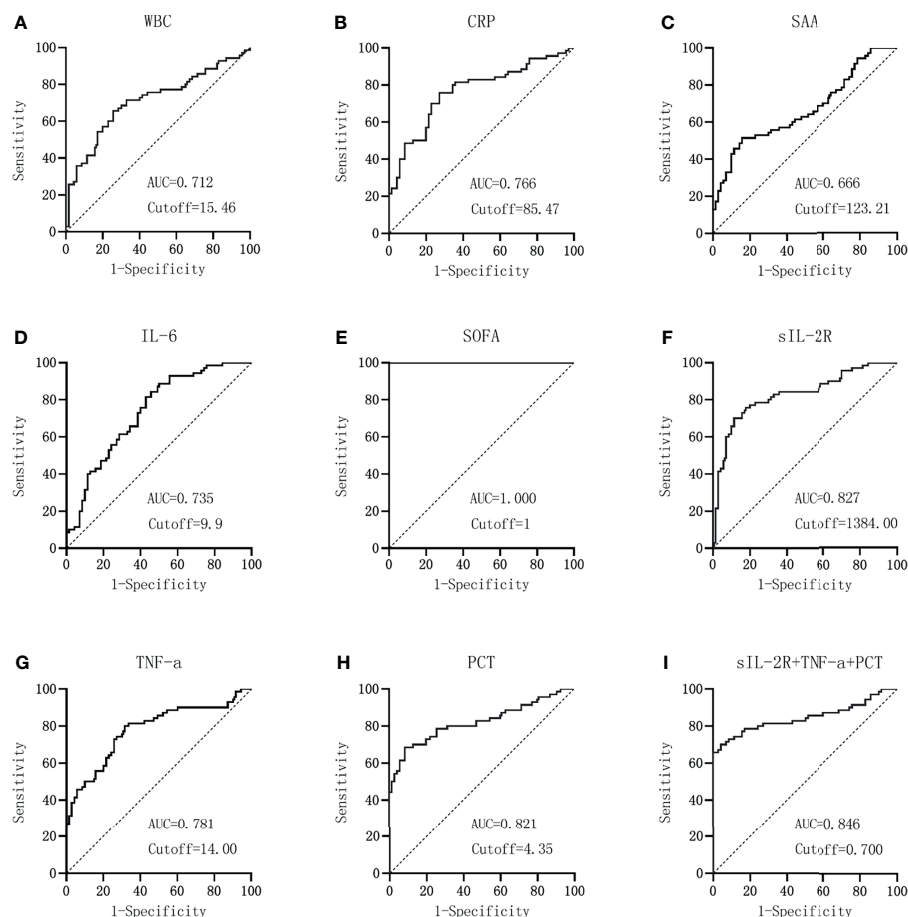 A WBC
100
80
60
40
20
0
Sensitivity
AUC=0.712
Cutoff=15.46
0 20 40 60 80 100
1-Specificity
B CRP
100
80
60
40
20
0
Sensitivity
AUC=0.766
Cutoff=85.47
0 20 40 60 80 100
1-Specificity
C SAA
100
80
60
40
20
0
Sensitivity
AUC=0.666
Cutoff=123.21
0 20 40 60 80 100
1-Specificity
D IL-6
100
80
60
40
20
0
Sensitivity
AUC=0.735
Cutoff=9.9
0 20 40 60 80 100
1-Specificity
E SOFA
100
80
60
40
20
0
Sensitivity
AUC=1.000
Cutoff=1
0 20 40 60 80 100
1-Specificity
F sIL-2R
100
80
60
40
20
0
Sensitivity
AUC=0.827
Cutoff=1384.00
0 20 40 60 80 100
1-Specificity
G TNF-a
100
80
60
40
20
0
Sensitivity
AUC=0.781
Cutoff=14.00
0 20 40 60 80 100
1-Specificity
H PCT
100
80
60
40
20
0
Sensitivity
AUC=0.821
Cutoff=4.35
0 20 40 60 80 100
1-Specificity
I sIL-2R+TNF-a+PCT
100
80
60
40
20
0
Sensitivity
AUC=0.846
Cutoff=0.700
0 20 40 60 80 100
1-Specificity